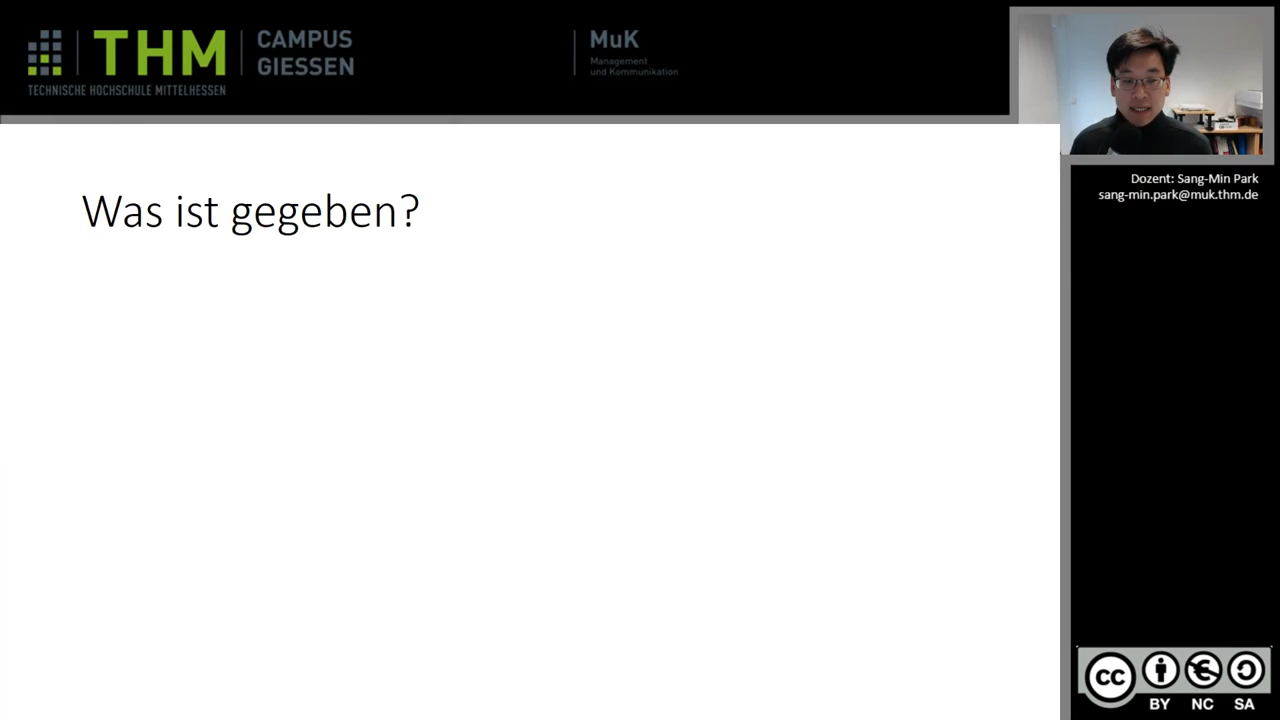 THM
CAMPUS
GIESSEN
TECHNISCHE HOCHSCHULE MITTELHESSEN
MuK
Management
und Kommunikation
Dozent: Sang-Min Park
sang-min.park@muk.thm.de
Was ist gegeben?
cc
BY NC SA